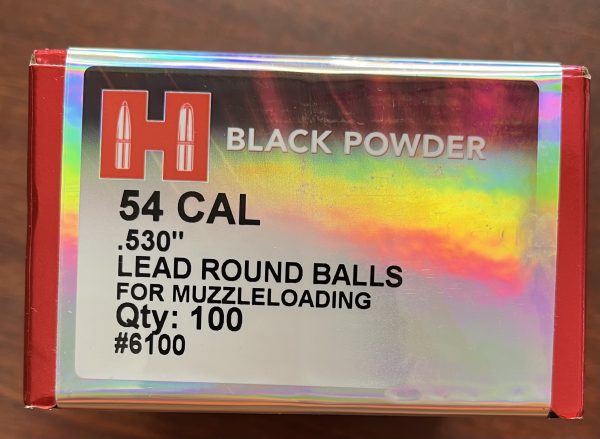 H BLACK POWDER
54 CAL
.530"
LEAD ROUND BALLS
FOR MUZZLELOADING
Qty: 100
#6100